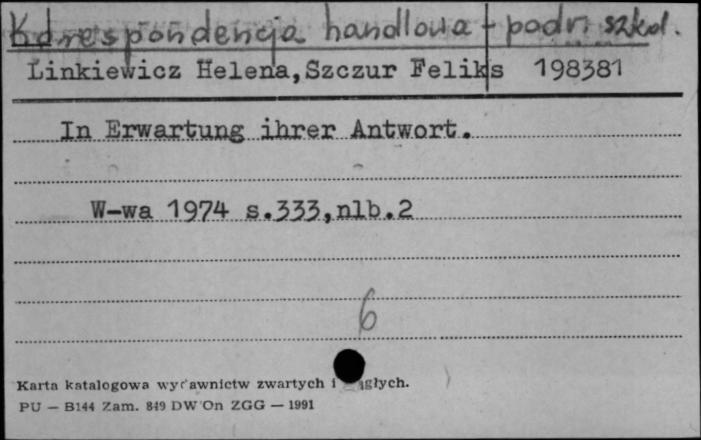 Korespondencja handlowa - podr. szkol.
Linkiewicz Helena, Szczur Feliks 198381
In Erwartung ihrer Antwort.
W-wa 1974 s.333,nlb.2
6
Karta katalogowa wydawnictw zwartych i ciągłych.
PU — B144 Zam. 849 DW On ZGG — 1991